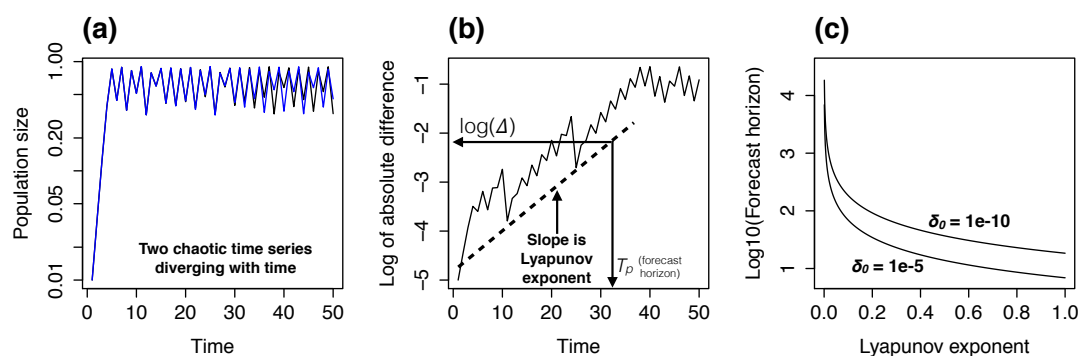 (a)
Population size
1.00
0.20
0.05
0.01
Two chaotic time series
diverging with time
0 10 20 30 40 50
Time
(b)
Log of absolute difference
−1
−2
−3
−4
−5
log(Δ)
Slope is
Lyapunov
exponent
Tp (forecast
horizon)
0 10 20 30 40 50
Time
(c)
Log10(Forecast horizon)
4
3
2
1
δ0 = 1e-10
δ0 = 1e-5
0.0 0.2 0.4 0.6 0.8 1.0
Lyapunov exponent